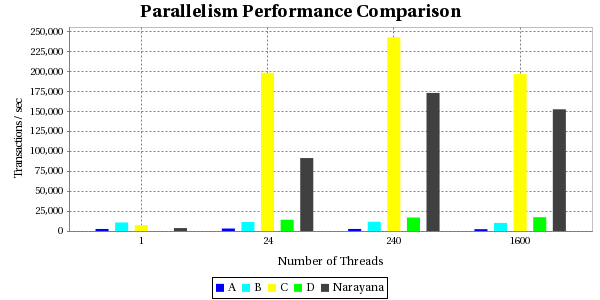 Parallelism Performance Comparison
Transactions / sec
250,000
225,000
200,000
175,000
150,000
125,000
100,000
75,000
50,000
25,000
0
1 24 240 1600
Number of Threads
A B C D Narayana